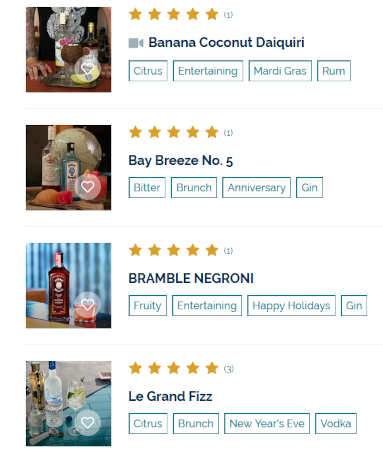 (1)
Banana Coconut Daiquiri
Citrus Entertaining Mardi Gras Rum
(1)
Bay Breeze No. 5
Bitter Brunch Anniversary Gin
(1)
BRAMBLE NEGRONI
Fruity Entertaining Happy Holidays Gin
(3)
Le Grand Fizz
Citrus Brunch New Year's Eve Vodka